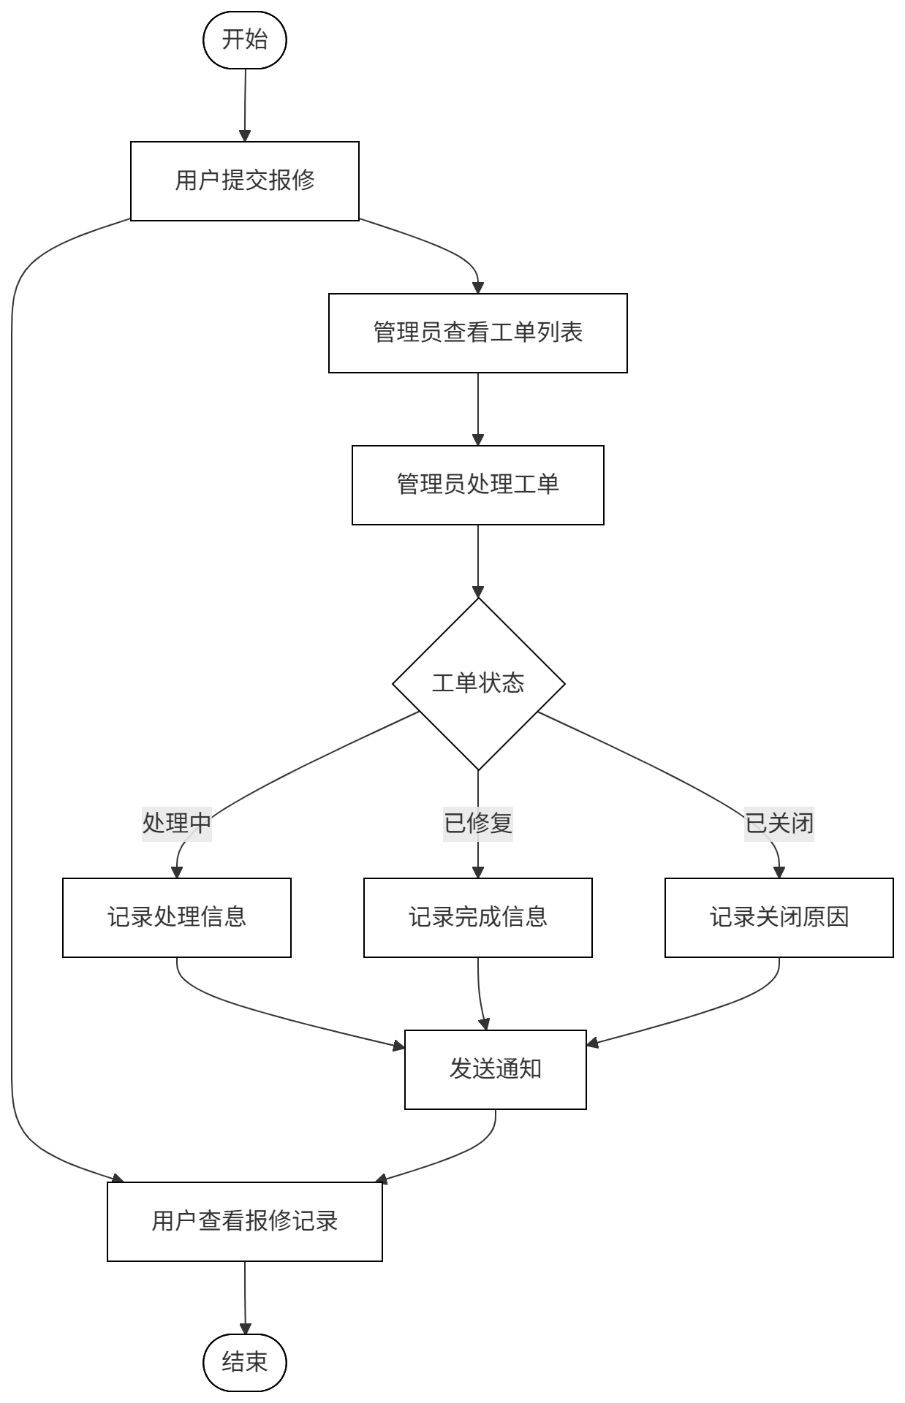 开始
用户提交报修
管理员查看工单列表
管理员处理工单
工单状态
处理中
已修复
已关闭
记录处理信息
记录完成信息
记录关闭原因
发送通知
用户查看报修记录
结束